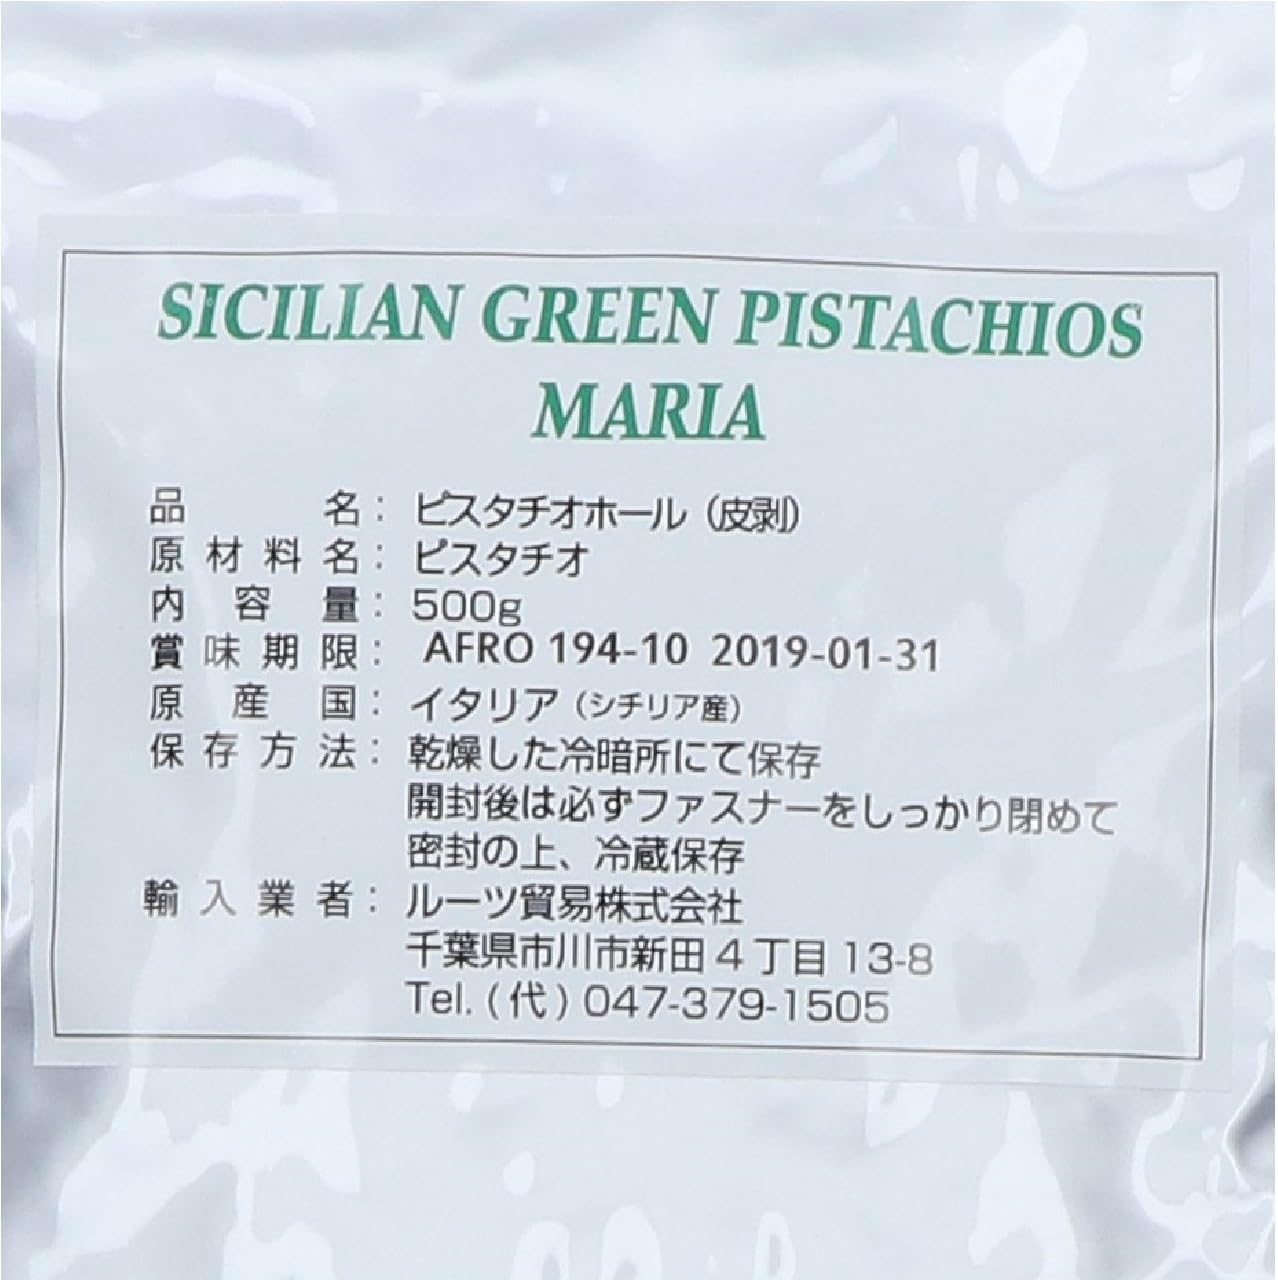 SICILIAN GREEN PISTACHIOS
MARIA
品名：ピスタチオホール（皮剥）
原材料名：ピスタチオ
内容量：500g
賞味期限：AFRO 194-10 2019-01-31
原産国：イタリア（シチリア産）
保存方法：乾燥した冷暗所にて保存
開封後は必ずファスナーをしっかり閉めて
密封の上、冷蔵保存
輸入業者：ルーツ貿易株式会社
千葉県市川市新田4丁目13-8
Tel.（代）047-379-1505